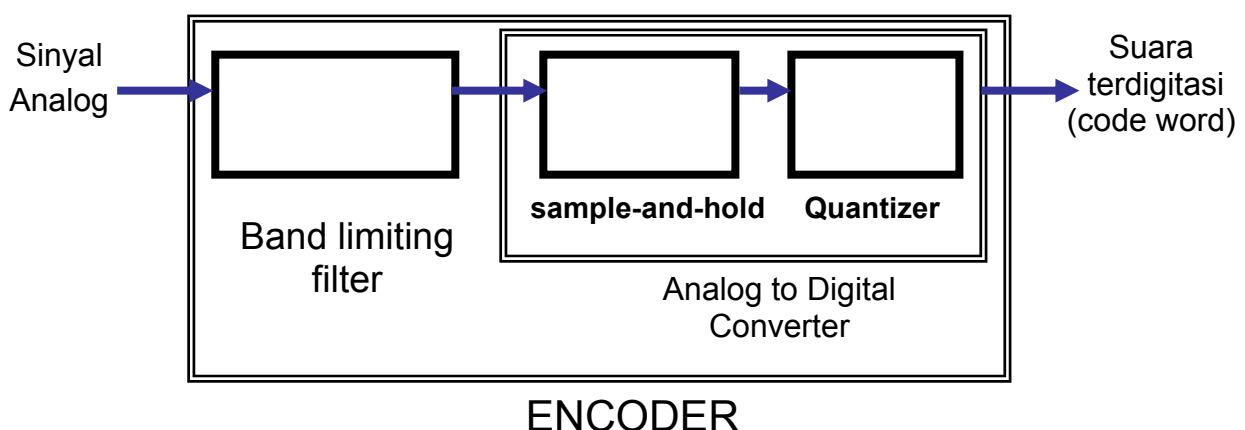 Sinyal
Analog
Band limiting
filter
sample-and-hold
Quantizer
Analog to Digital
Converter
Suara
terdigitasi
(code word)
ENCODER